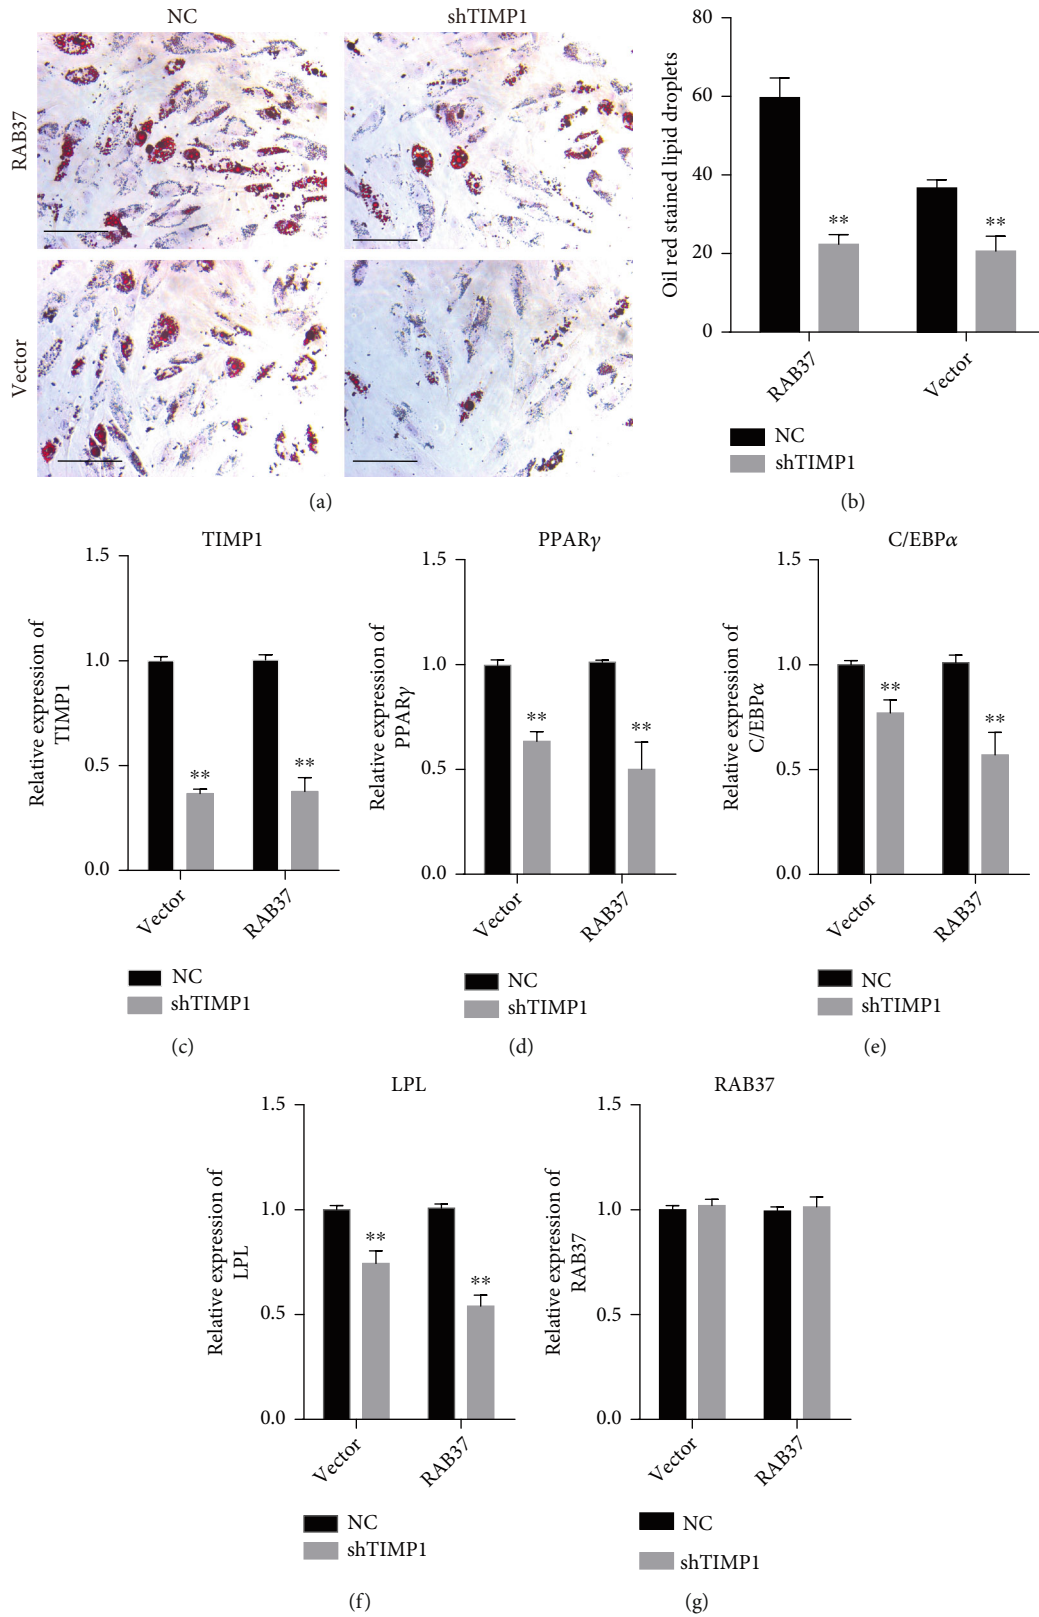 NC
shTIMP1
RAB37
Vector
(a)
Oil red stained lipid droplets
80
60
40
20
0
**
**
RAB37
Vector
NC
shTIMP1
(b)
TIMP1
Relative expression of
TIMP1
1.5
1.0
0.5
0.0
**
**
Vector
RAB37
NC
shTIMP1
(c)
PPARγ
Relative expression of
PPARγ
1.5
1.0
0.5
0.0
**
**
Vector
RAB37
NC
shTIMP1
(d)
C/EBPα
Relative expression of
C/EBPα
1.5
1.0
0.5
0.0
**
**
Vector
RAB37
NC
shTIMP1
(e)
LPL
Relative expression of
LPL
1.5
1.0
0.5
0.0
**
**
Vector
RAB37
NC
shTIMP1
(f)
RAB37
Relative expression of
RAB37
1.5
1.0
0.5
0.0
Vector
RAB37
NC
shTIMP1
(g)